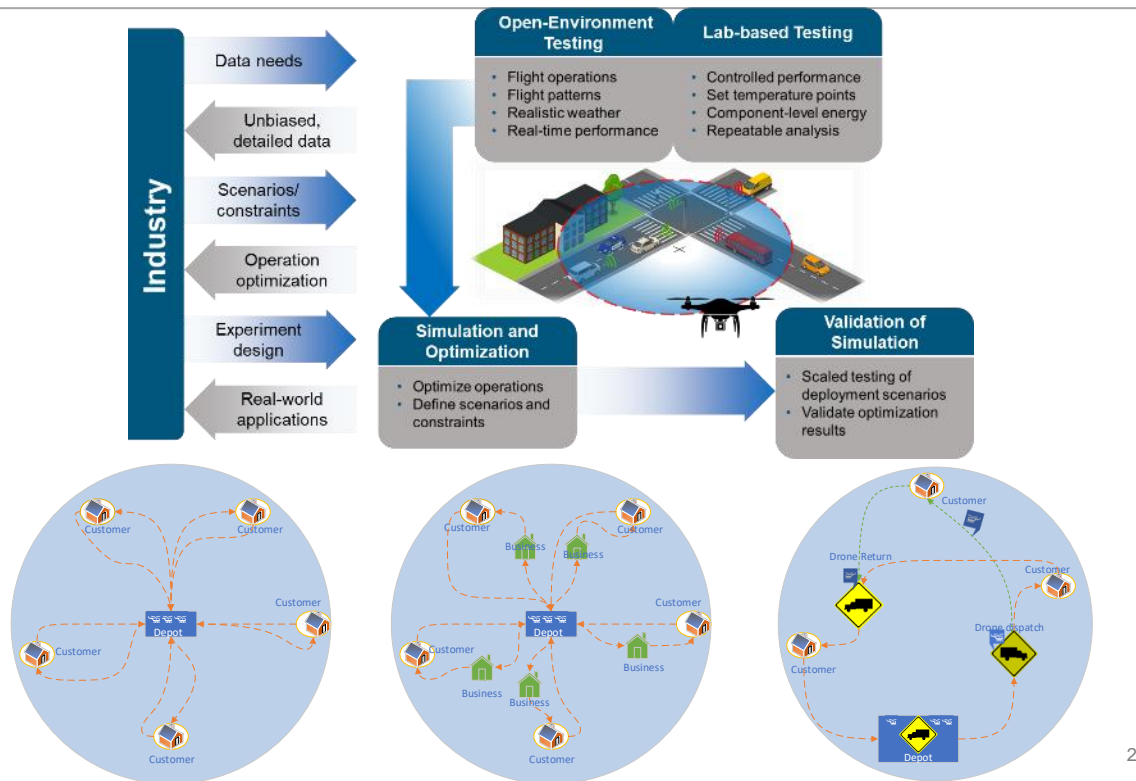 Industry
Data needs
Unbiased,
detailed data
Scenarios/
constraints
Operation
optimization
Experiment
design
Real-world
applications
Open-Environment
Testing
• Flight operations
• Flight patterns
• Realistic weather
• Real-time performance
Lab-based Testing
• Controlled performance
• Set temperature points
• Component-level energy
• Repeatable analysis
Simulation and
Optimization
• Optimize operations
• Define scenarios and
constraints
Validation of
Simulation
• Scaled testing of
deployment scenarios
• Validate optimization
results
Customer
Customer
Customer
Depot
Customer
Customer
Customer
Customer
Business
Business
Customer
Depot
Customer
Business
Business
Business
Customer
Customer
Drone Return
Customer
Drone dispatch
Customer
Depot
2